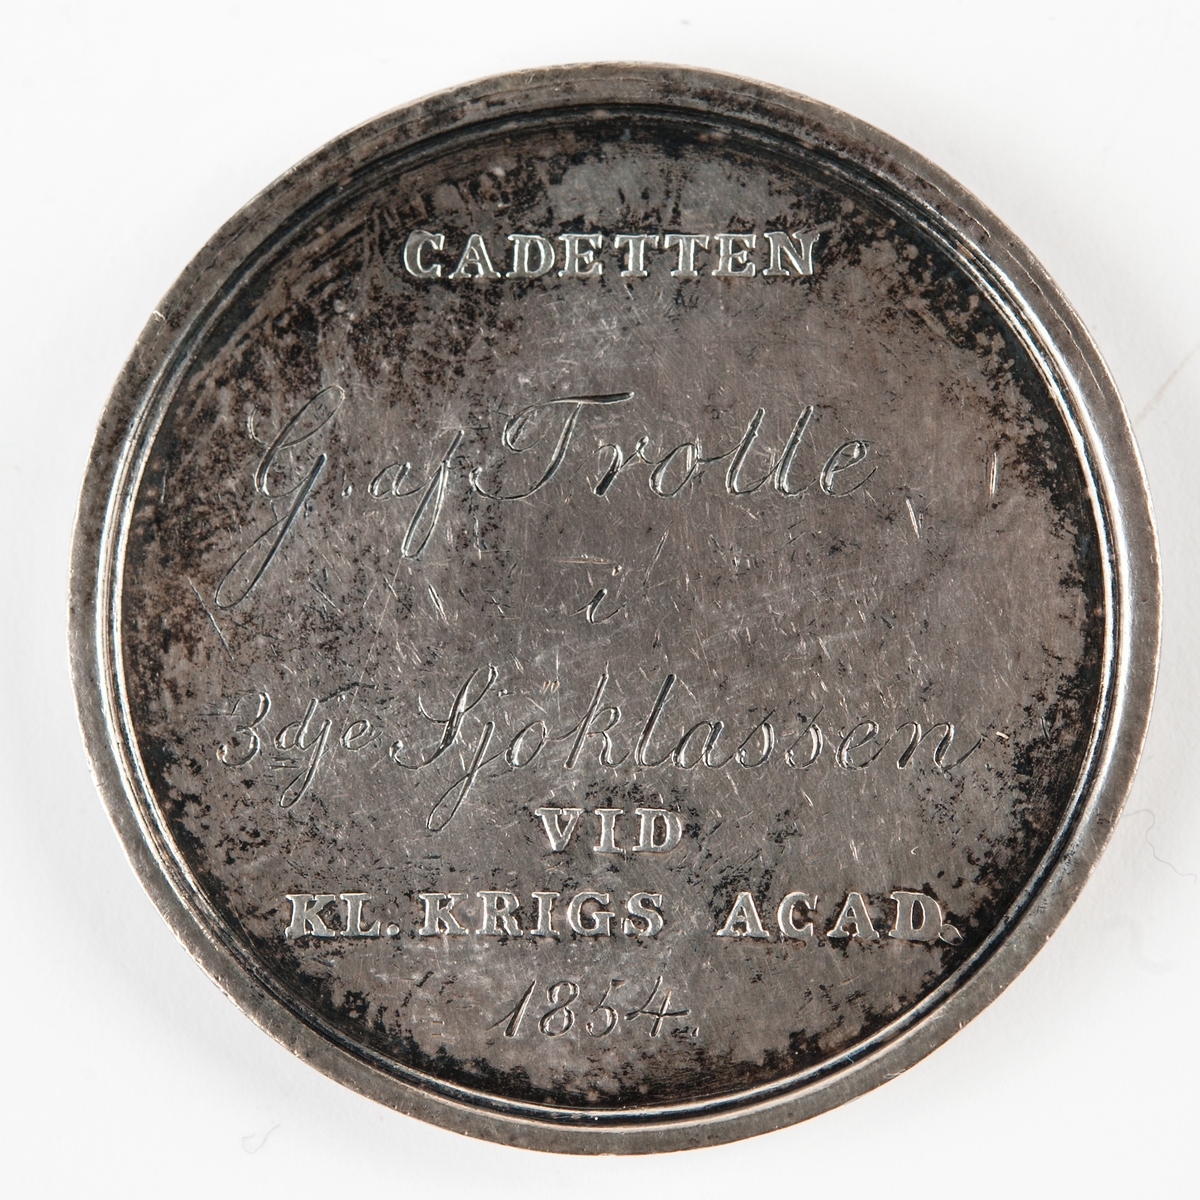 CADETTEN
G. af Trolle
i
3dje Sjöklassen
VID
KL. KRIGS ACAD.
1854.